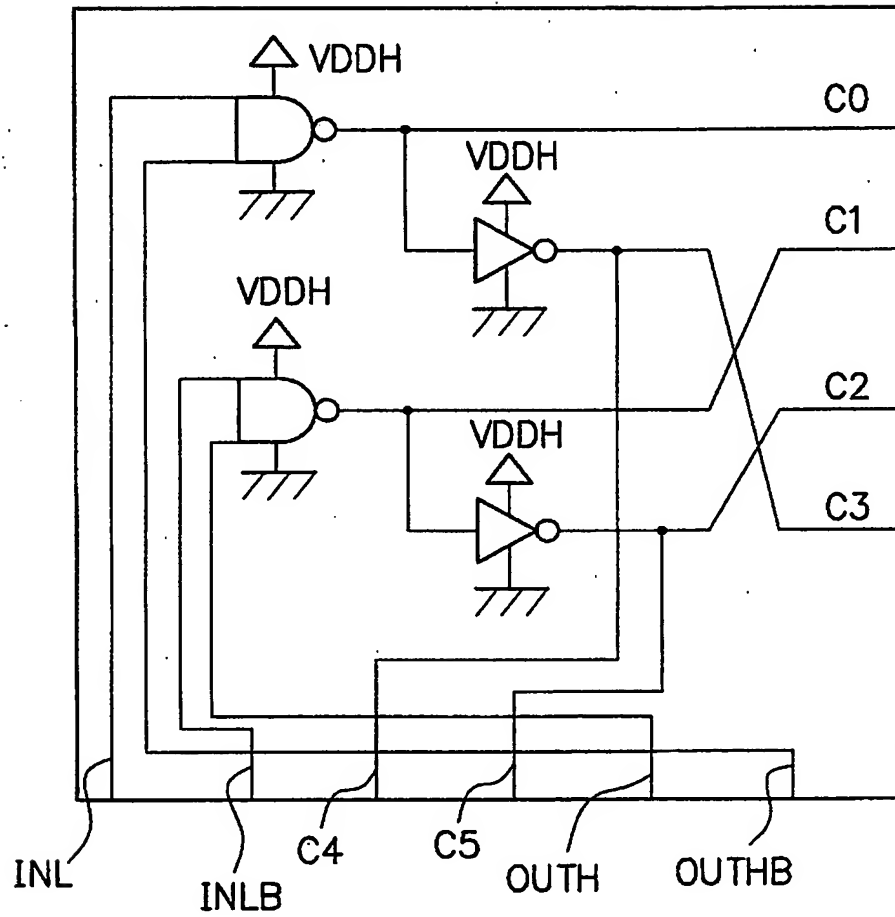 VDDH
C0
VDDH
C1
VDDH
C2
VDDH
C3
INL
INLB
C4
C5
OUTH
OUTHB